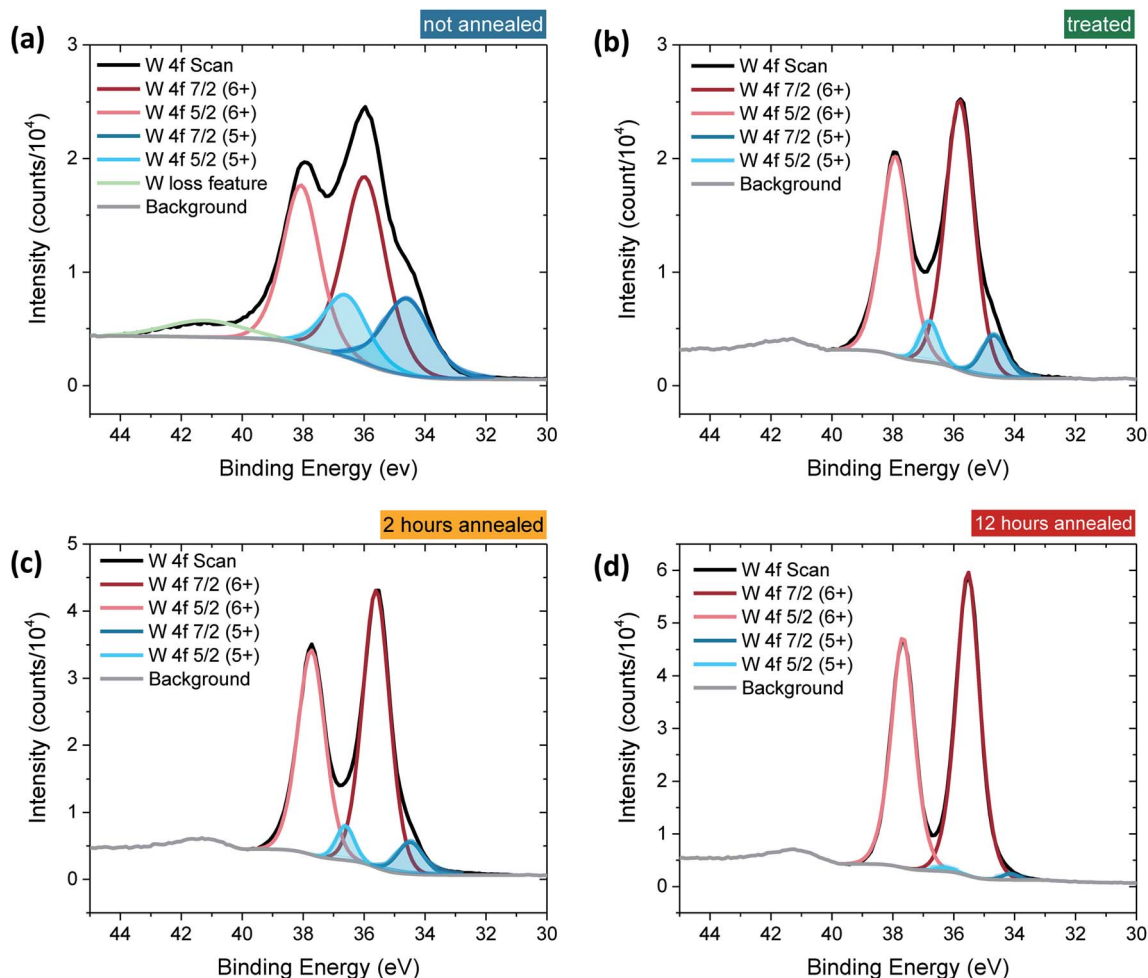 (a)
not annealed
3
2
1
0
Intensity (counts/10⁴)
W 4f Scan
W 4f 7/2 (6+)
W 4f 5/2 (6+)
W 4f 7/2 (5+)
W 4f 5/2 (5+)
W loss feature
Background
44 42 40 38 36 34 32 30
Binding Energy (ev)
(b)
treated
3
2
1
0
Intensity (count/10⁴)
W 4f Scan
W 4f 7/2 (6+)
W 4f 5/2 (6+)
W 4f 7/2 (5+)
W 4f 5/2 (5+)
Background
44 42 40 38 36 34 32 30
Binding Energy (eV)
(c)
2 hours annealed
5
4
3
2
1
0
Intensity (counts/10⁴)
W 4f Scan
W 4f 7/2 (6+)
W 4f 5/2 (6+)
W 4f 7/2 (5+)
W 4f 5/2 (5+)
Background
44 42 40 38 36 34 32 30
Binding Energy (eV)
(d)
12 hours annealed
6
5
4
3
2
1
0
Intensity (counts/10⁴)
W 4f Scan
W 4f 7/2 (6+)
W 4f 5/2 (6+)
W 4f 7/2 (5+)
W 4f 5/2 (5+)
Background
44 42 40 38 36 34 32 30
Binding Energy (eV)